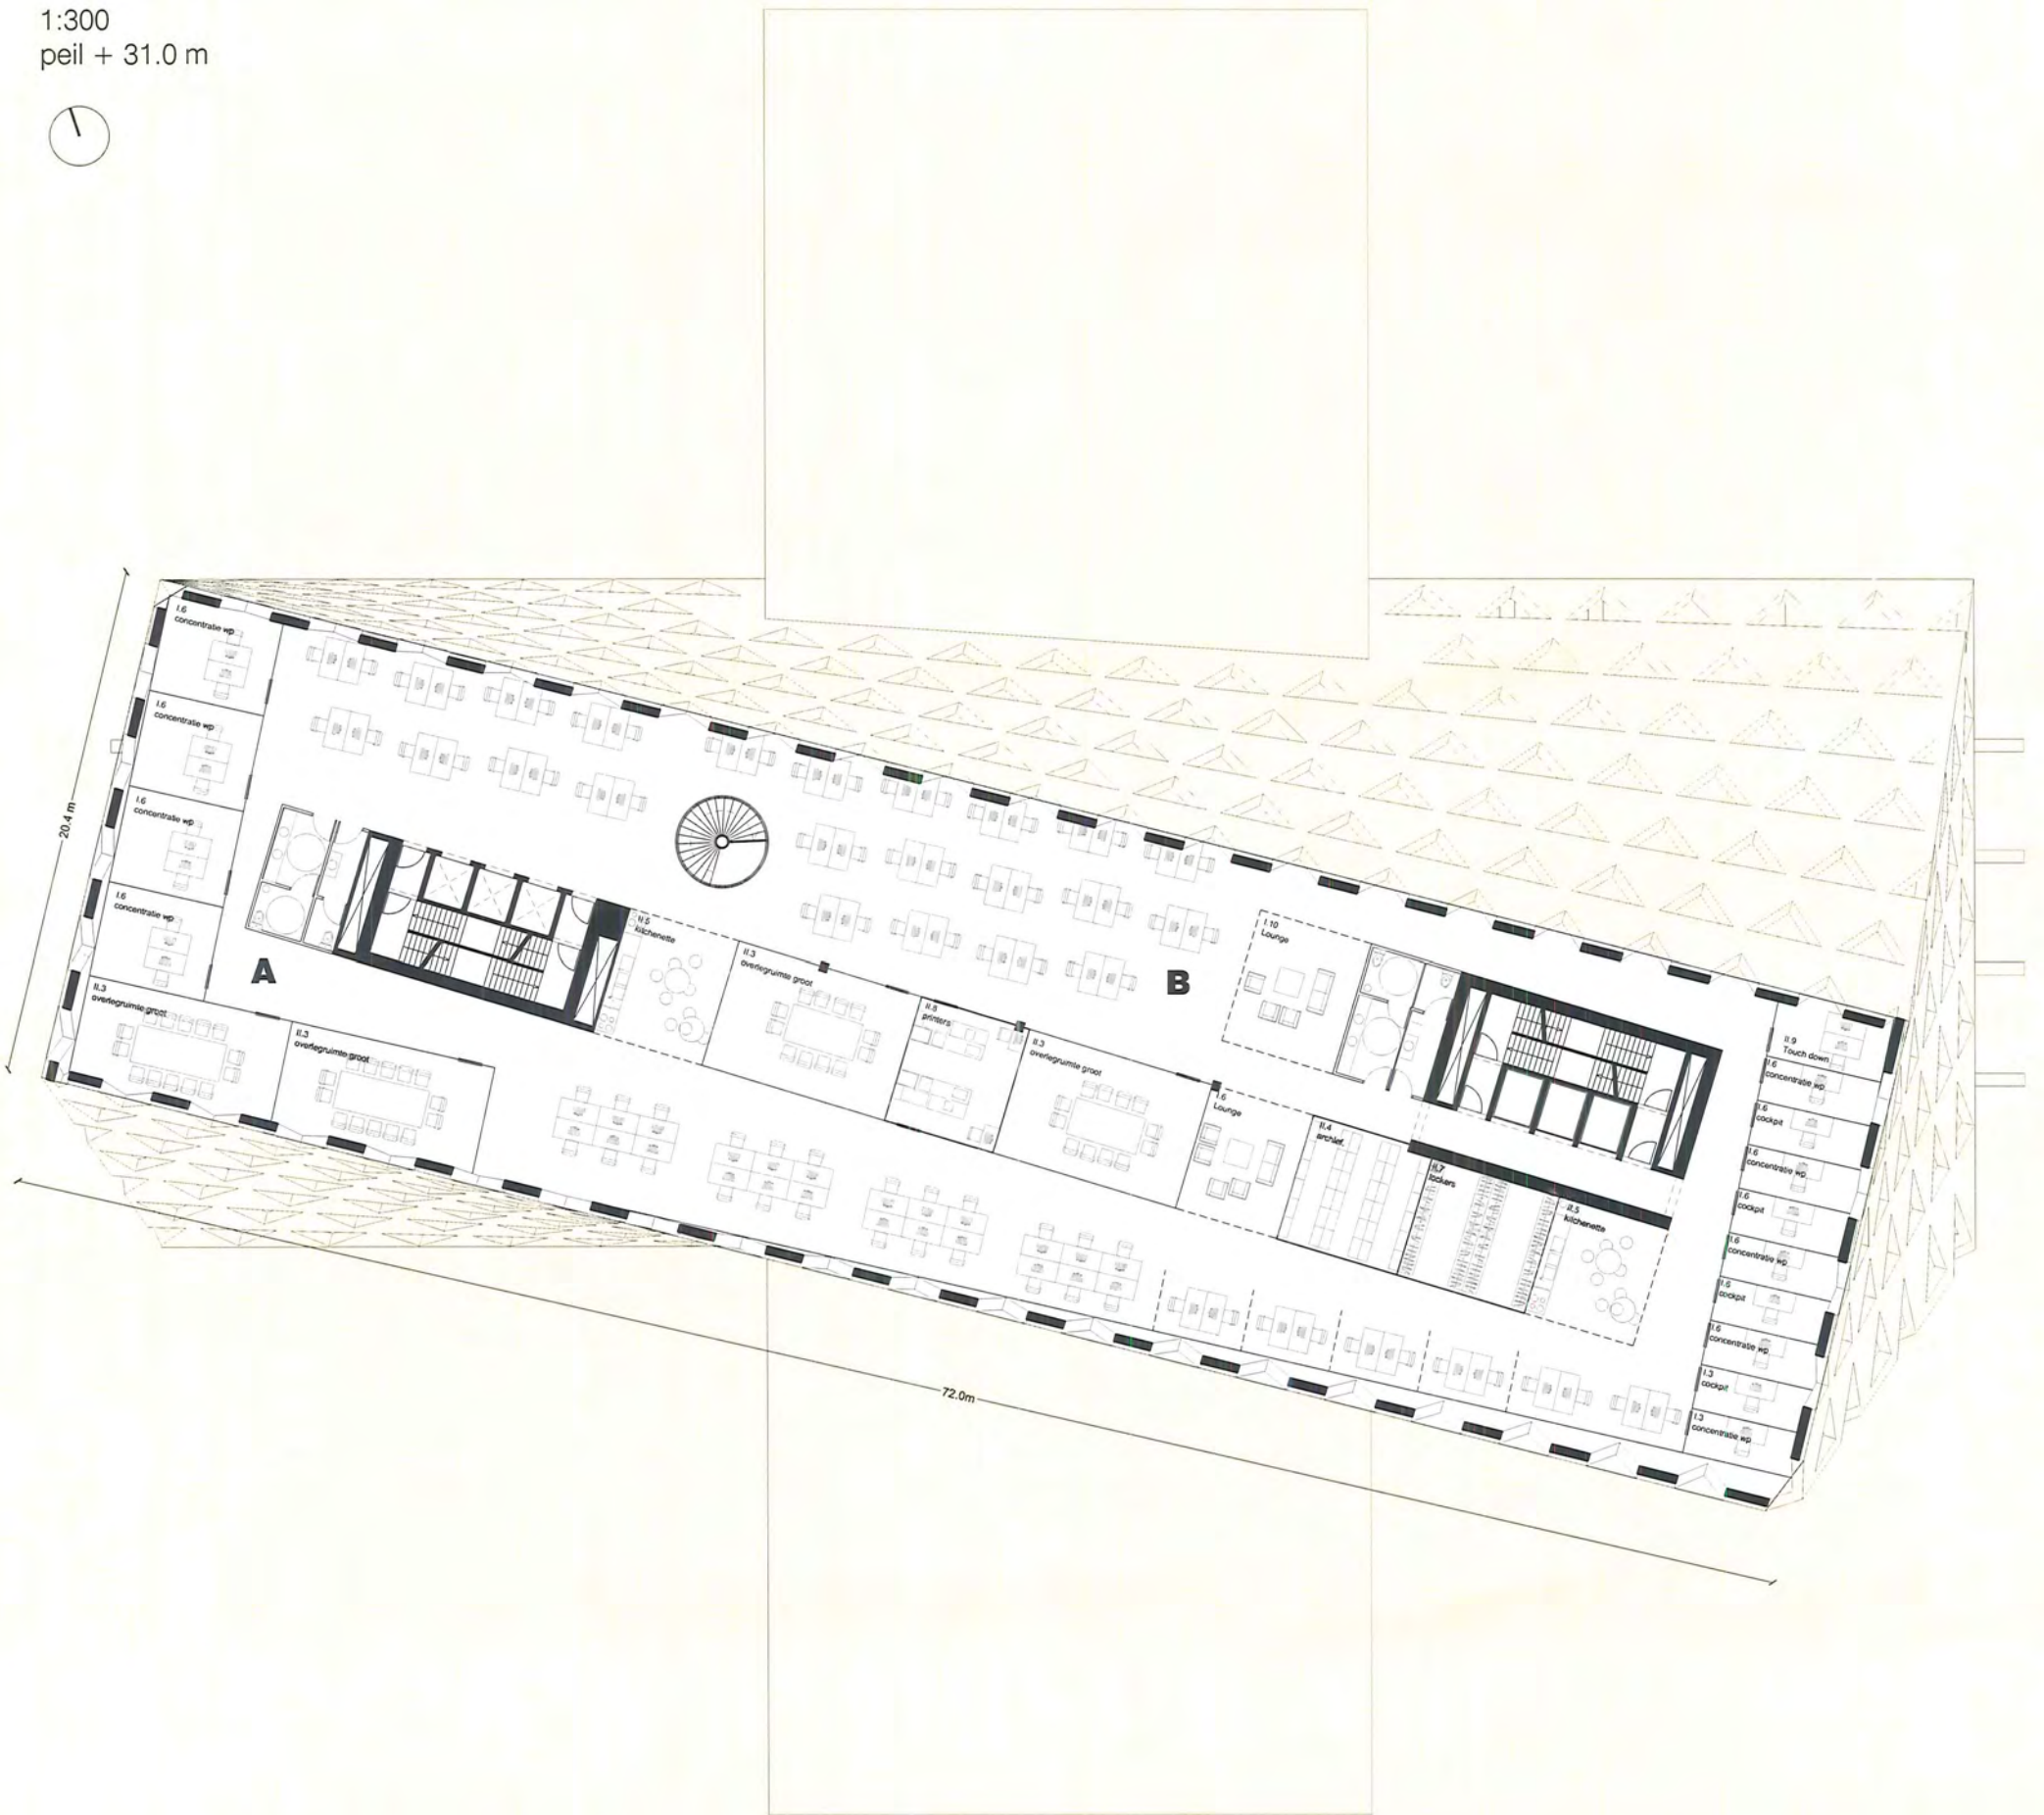 1:300
peil + 31.0 m
20.4 m
I.6
concentratie wp
I.6
concentratie wp
I.6
concentratie wp
I.6
concentratie wp
II.3
overlegruimte groot
II.3
overlegruimte groot
A
II.5
kitchenette
II.3
overlegruimte groot
II.8
printers
II.3
overlegruimte groot
B
I.10
Lounge
I.6
Lounge
II.4
archief
II.7
lockers
II.5
kitchenette
II.9
Touch down
I.6
concentratie wp
I.6
cockpit
I.6
concentratie wp
I.6
cockpit
I.6
concentratie wp
I.6
cockpit
I.6
concentratie wp
I.3
cockpit
I.3
concentratie wp
72.0m